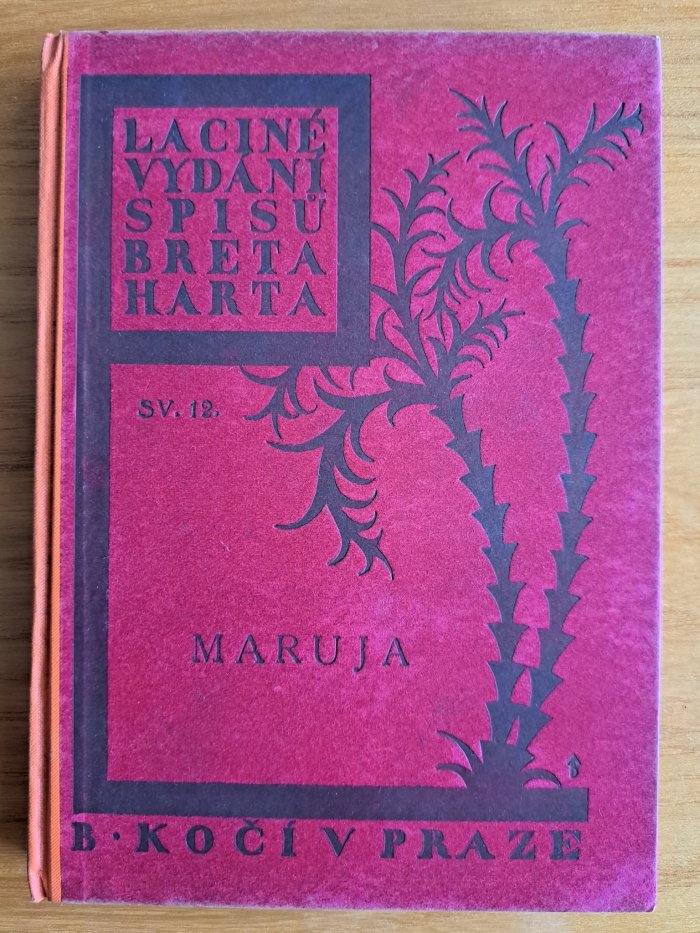 LACINÉ
VYDÁNÍ
SPISŮ
BRETA
HARTA
SV. 12.
MARUJA
B · KOČÍ V PRAZE